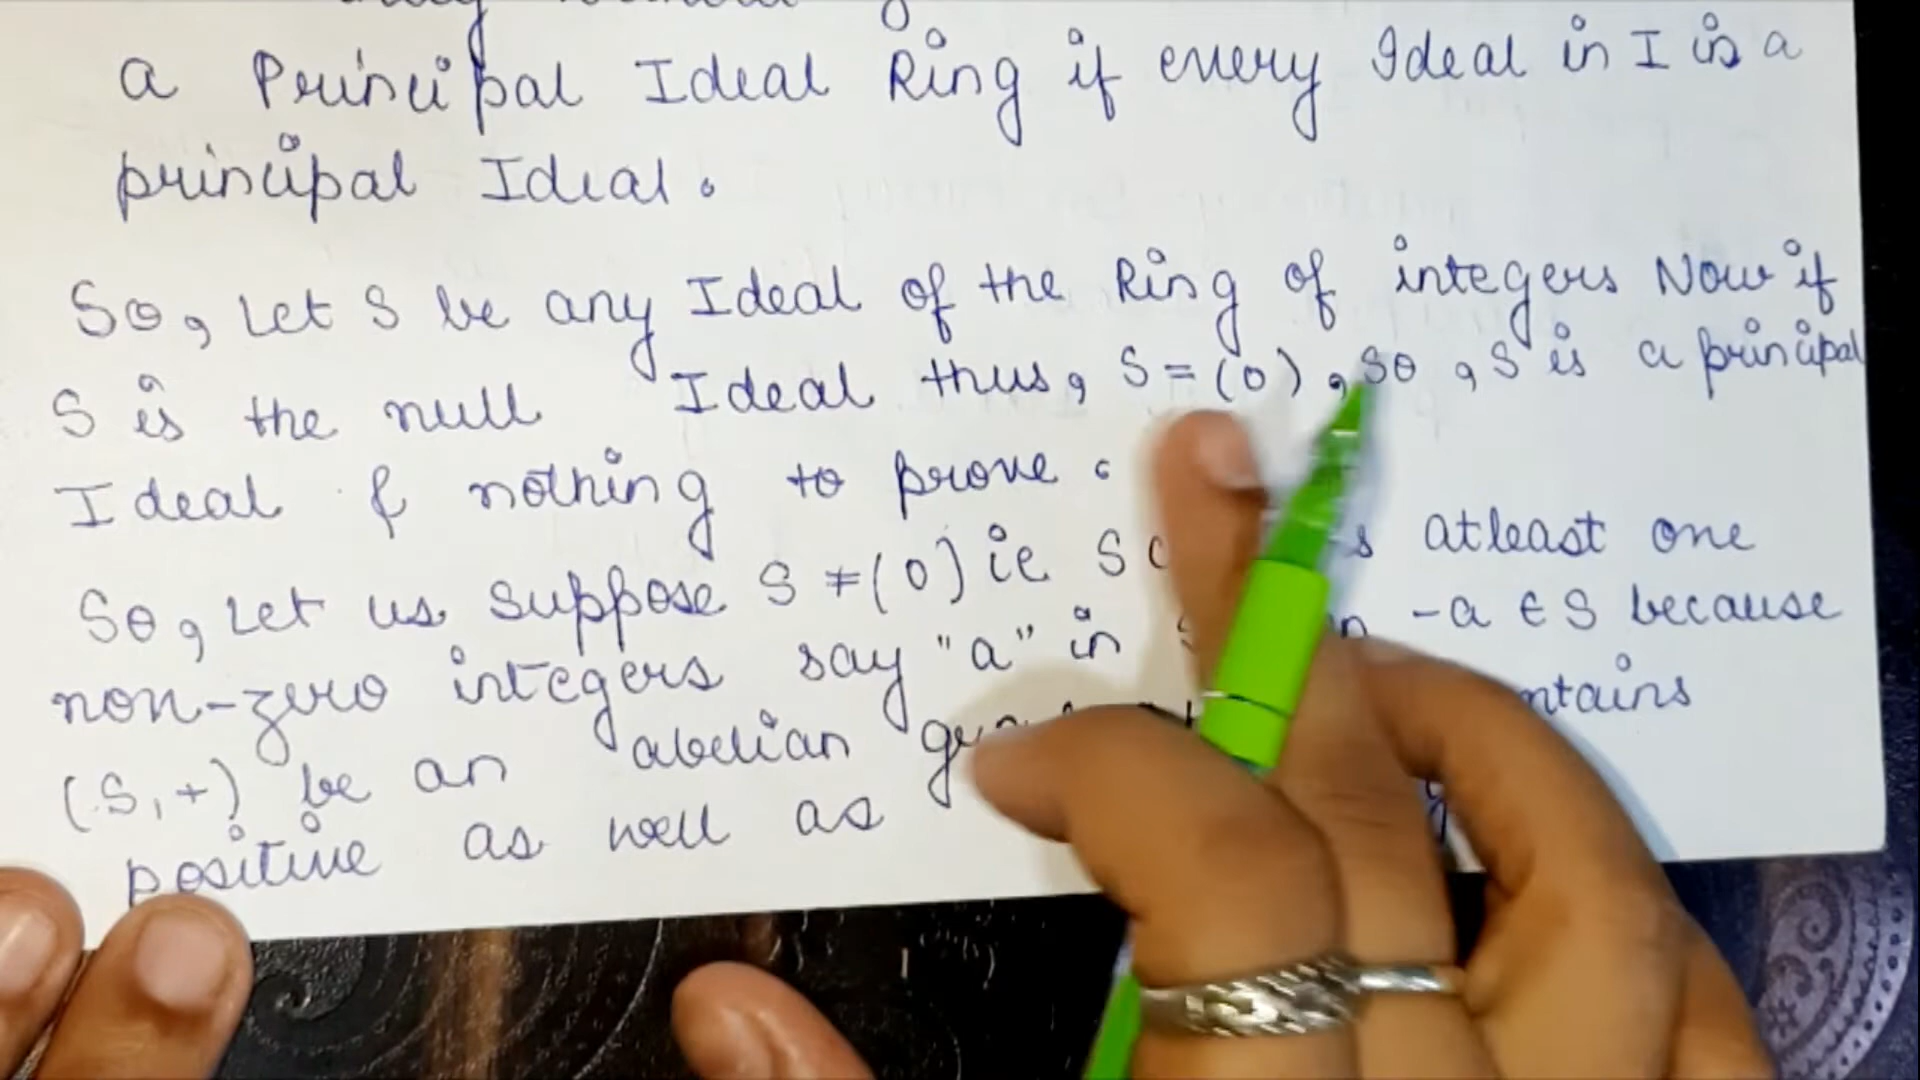 a Principal Ideal Ring if every Ideal in I is a
principal Ideal.
So, Let S be any Ideal of the Ring of integers Now if
S is the null Ideal thus, S = (0), So, S is a principal
Ideal & nothing to prove.
So, Let us suppose S ≠ (0) ie S atleast one
non-zero integers say "a" in -a ∈ S because
(S, +) be an abelian
positive as well as